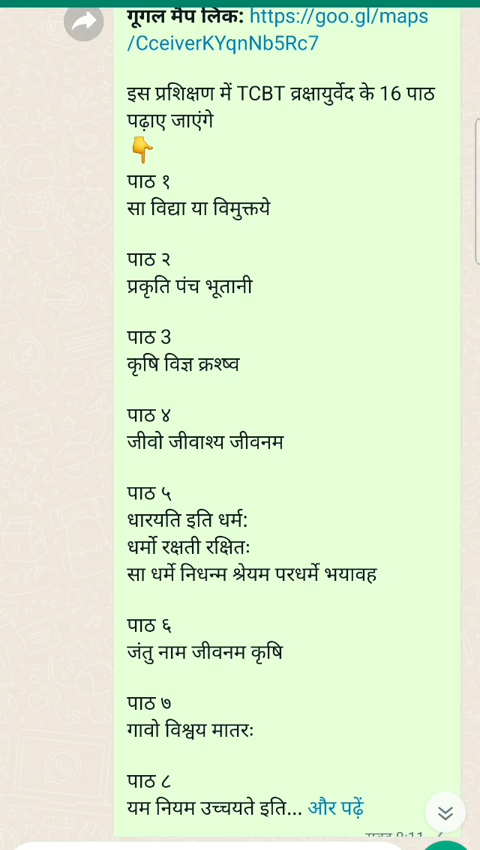 गूगल मैप लिंक: https://goo.gl/maps
/CceiverKYqnNb5Rc7
इस प्रशिक्षण में TCBT व्रक्षायुर्वेद के 16 पाठ
पढ़ाए जाएंगे
पाठ १
सा विद्या या विमुक्तये
पाठ २
प्रकृति पंच भूतानी
पाठ 3
कृषि विज्ञ क्रश्ष्व
पाठ ४
जीवो जीवाश्य जीवनम
पाठ ५
धारयति इति धर्म:
धर्मो रक्षती रक्षितः
सा धर्मे निधन्म श्रेयम परधर्मे भयावह
पाठ ६
जंतु नाम जीवनम कृषि
पाठ ७
गावो विश्वय मातरः
पाठ ८
यम नियम उच्चयते इति... और पढ़ें